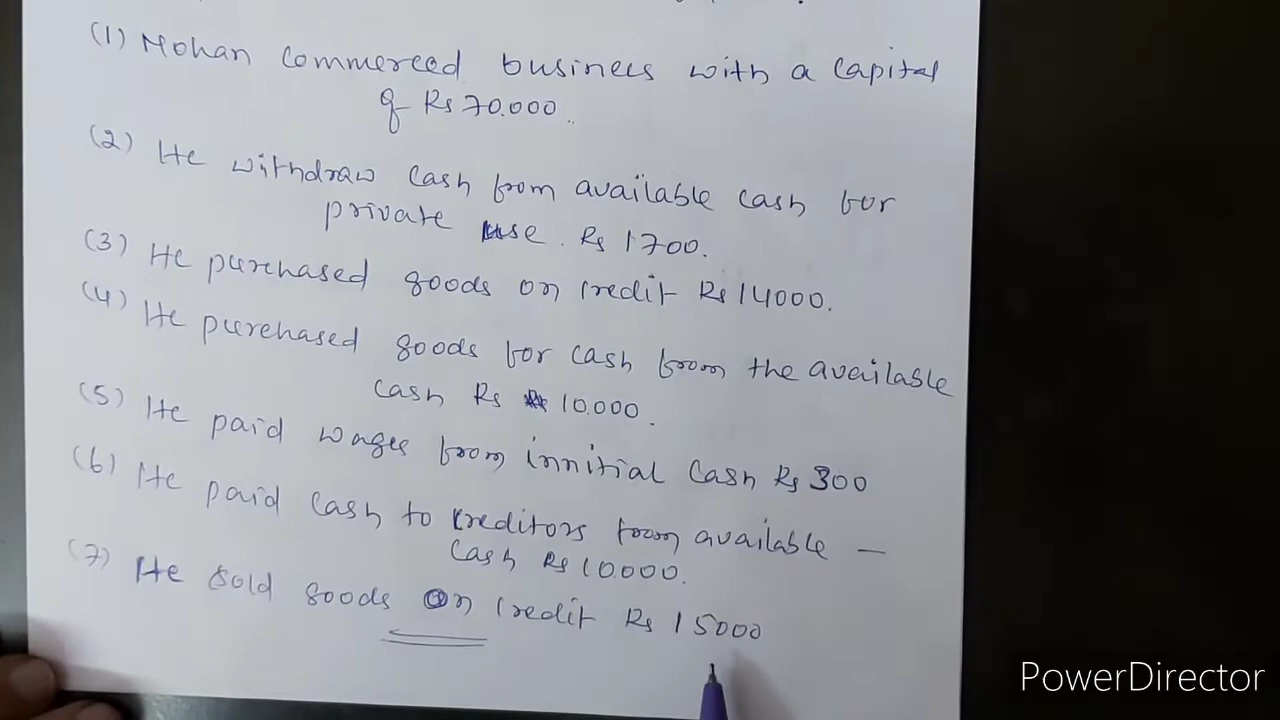 (1) Mohan commerced business with a capital
of Rs 70.000..
(2) He withdraw cash from available cash for
private use. Rs 1700.
(3) He purchased goods on credit Rs 14000.
(4) He purchased goods for cash from the available
cash Rs 10.000.
(5) He paid wages from innitial cash Rs 300
(6) He paid cash to creditors from available –
cash Rs 10.000.
(7) He sold goods on credit Rs 15000
PowerDirector